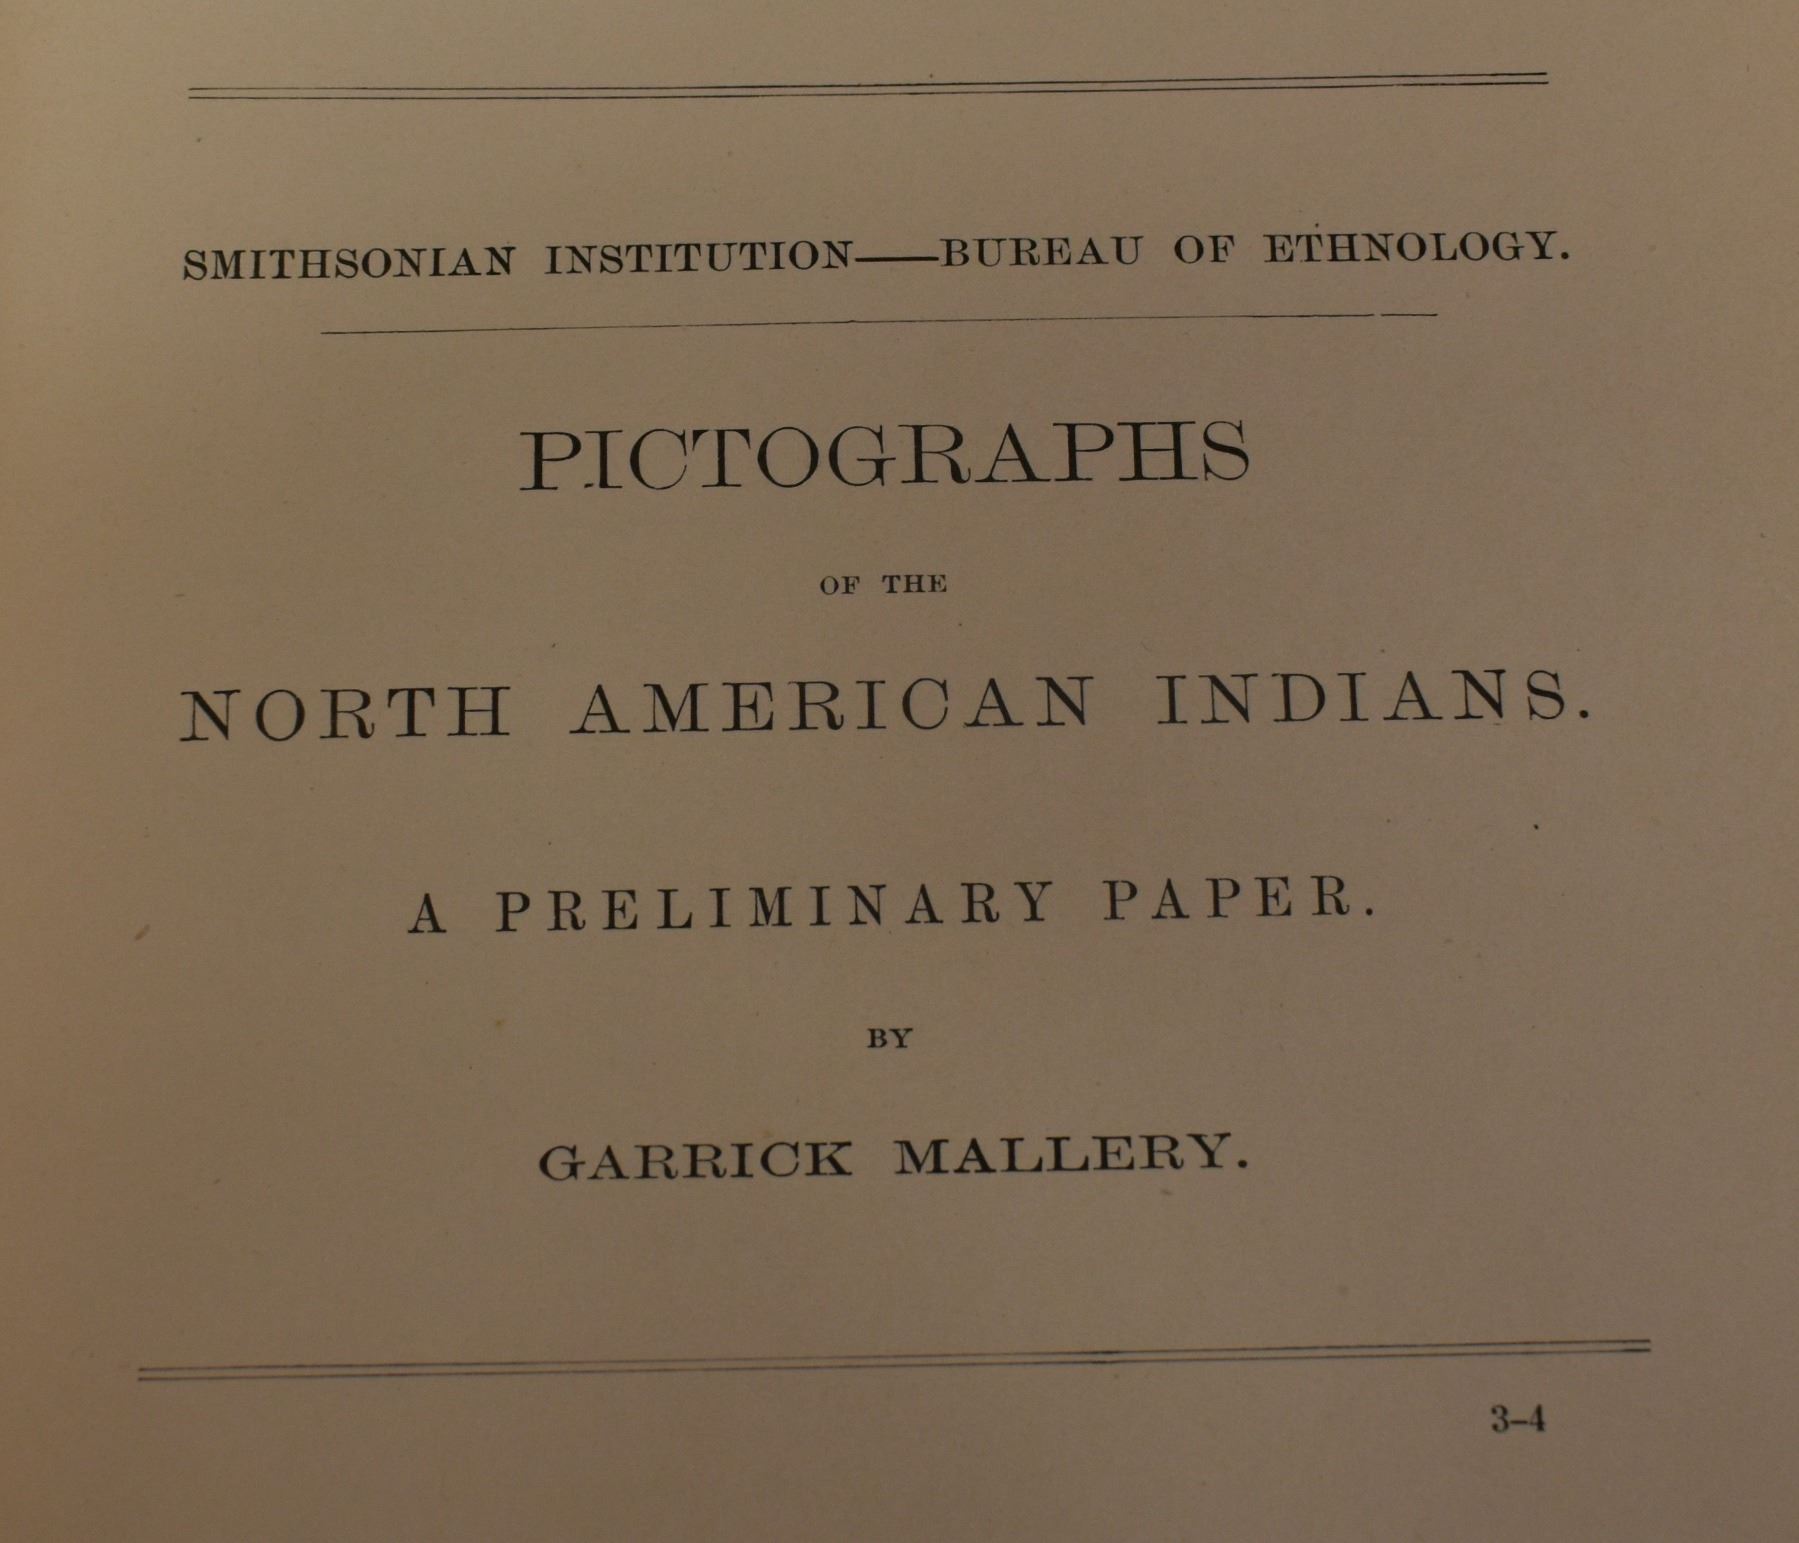 SMITHSONIAN INSTITUTION—BUREAU OF ETHNOLOGY.
PICTOGRAPHS
OF THE
NORTH AMERICAN INDIANS.
A PRELIMINARY PAPER.
BY
GARRICK MALLERY.
3–4